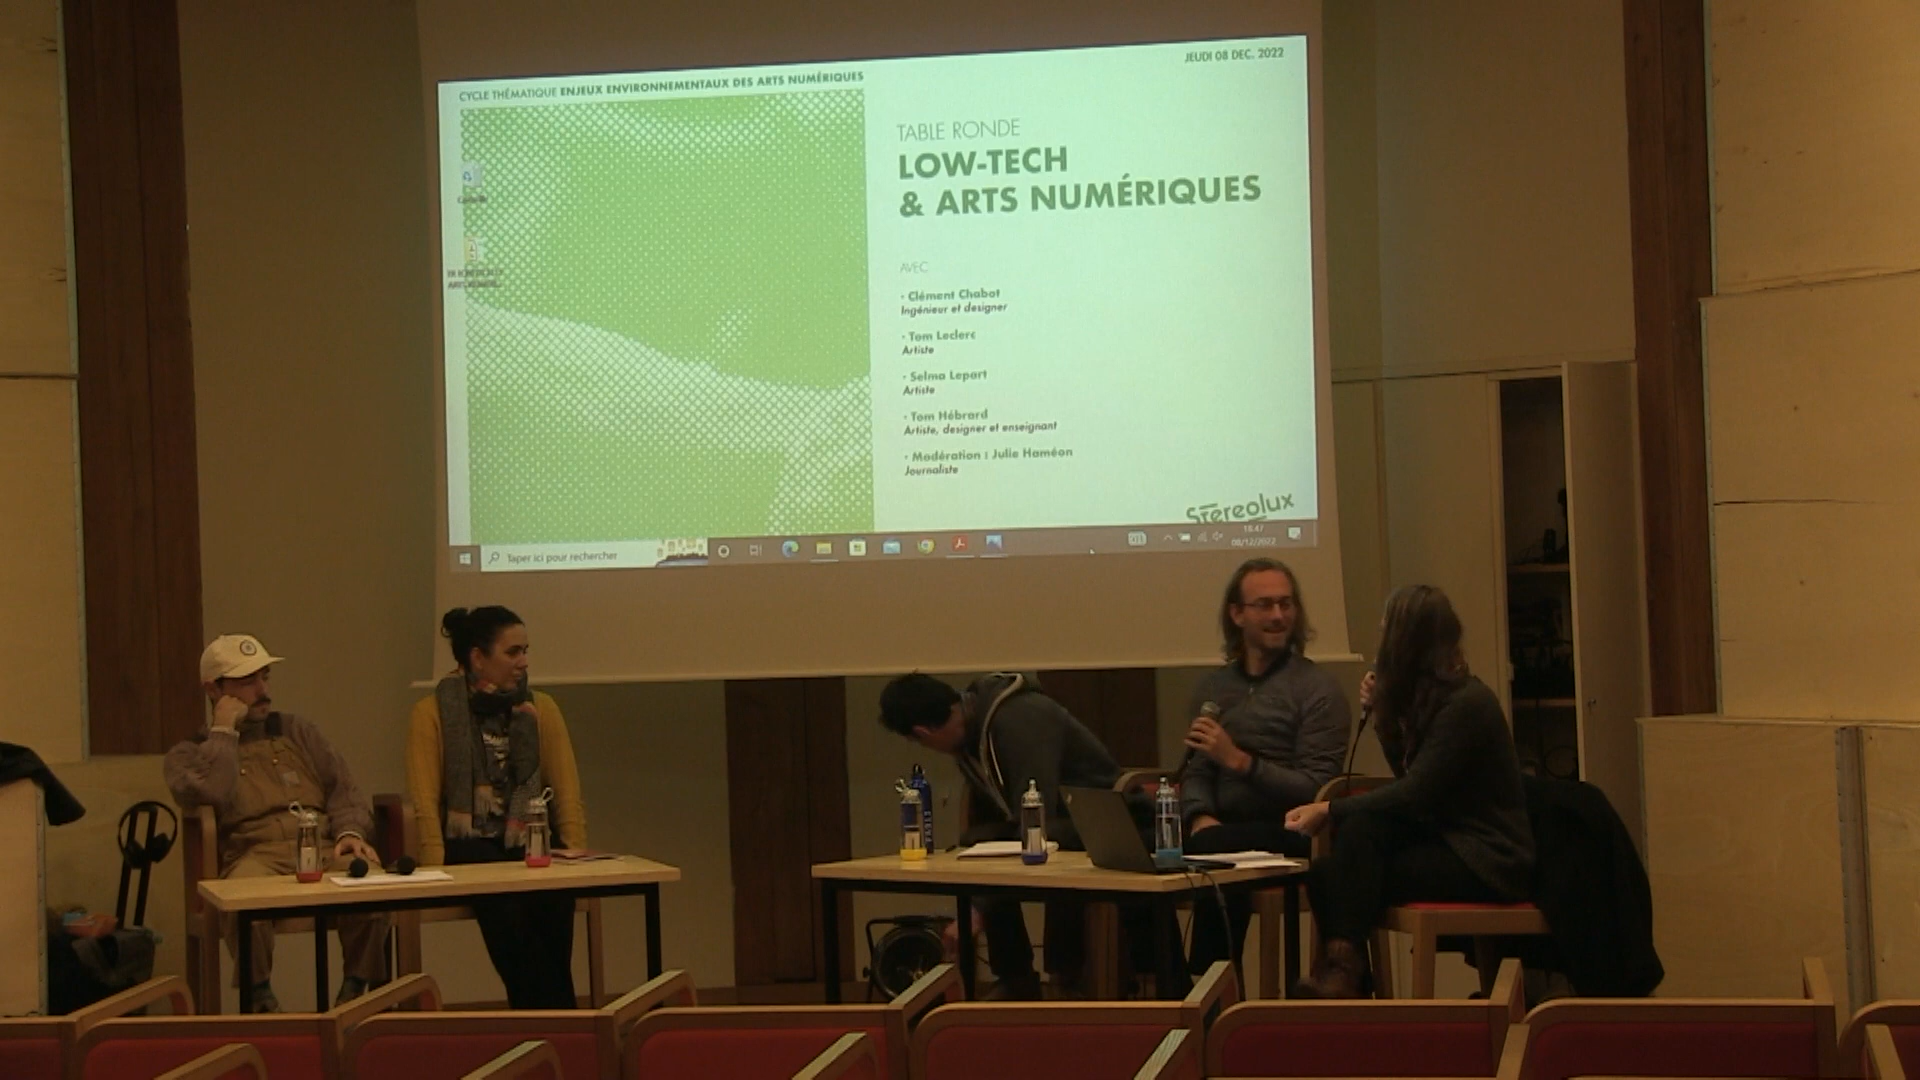 CYCLE THÉMATIQUE ENJEUX ENVIRONNEMENTAUX DES ARTS NUMÉRIQUES
JEUDI 08 DEC. 2022
TABLE RONDE
LOW-TECH
& ARTS NUMÉRIQUES
AVEC
• Clément Chabot
Ingénieur et designer
• Tom Leclerc
Artiste
• Selma Lepart
Artiste
• Tom Hébrard
Artiste, designer et enseignant
• Modération : Julie Haméon
Journaliste
Stereolux
Taper ici pour rechercher
15:47
08/12/2022